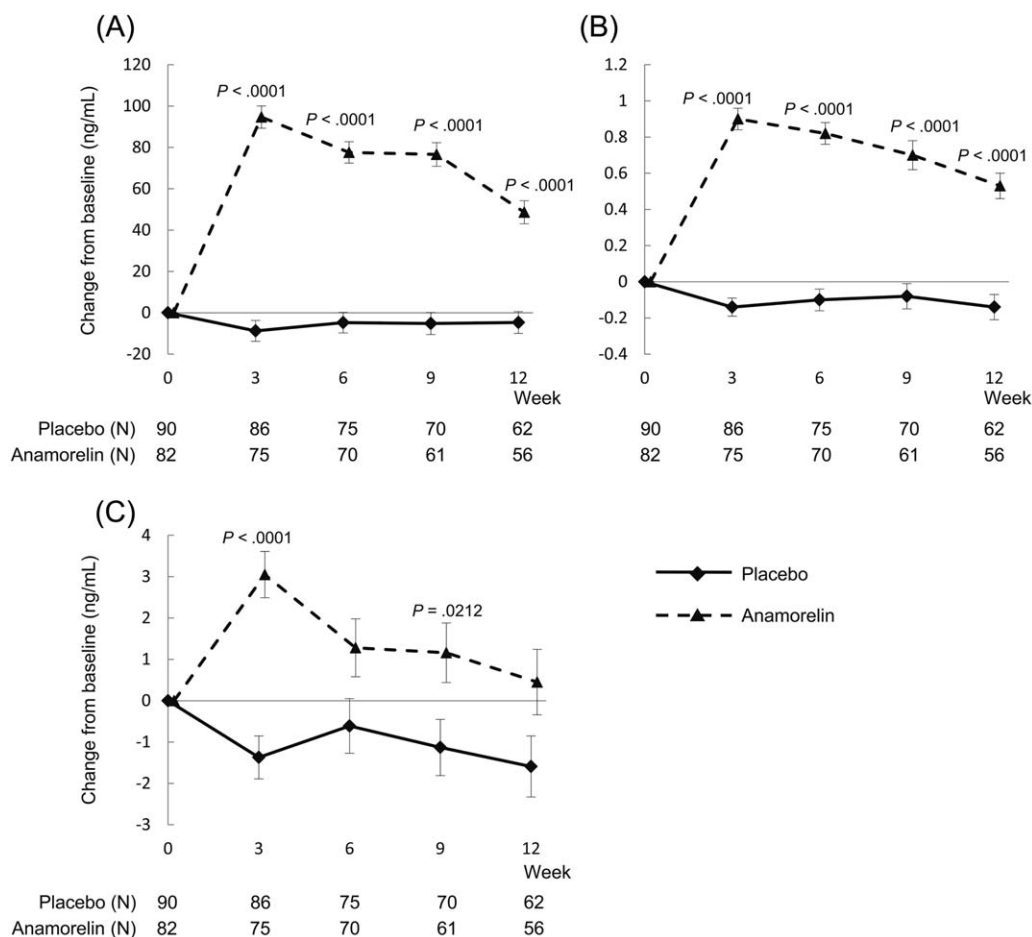 (A)
Change from baseline (ng/mL)
120
100
80
60
40
20
0
-20
P < .0001
P < .0001
P < .0001
P < .0001
0 3 6 9 12
Week
Placebo (N) 90 86 75 70 62
Anamorelin (N) 82 75 70 61 56
(B)
1.2
1
0.8
0.6
0.4
0.2
0
-0.2
-0.4
P < .0001
P < .0001
P < .0001
P < .0001
0 3 6 9 12
Week
90 86 75 70 62
82 75 70 61 56
(C)
Change from baseline (ng/mL)
4
3
2
1
0
-1
-2
-3
P < .0001
P = .0212
0 3 6 9 12
Week
Placebo (N) 90 86 75 70 62
Anamorelin (N) 82 75 70 61 56
Placebo
Anamorelin